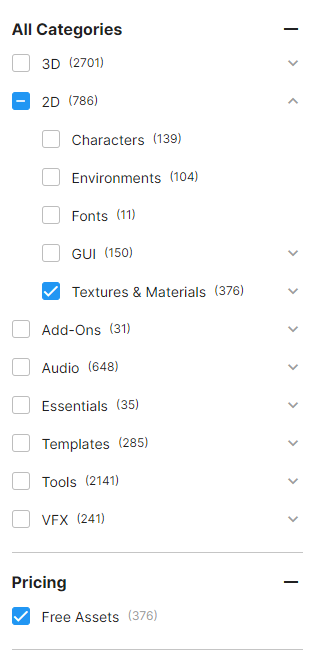 All Categories
3D (2701)
2D (786)
Characters (139)
Environments (104)
Fonts (11)
GUI (150)
Textures & Materials (376)
Add-Ons (31)
Audio (648)
Essentials (35)
Templates (285)
Tools (2141)
VFX (241)
Pricing
Free Assets (376)